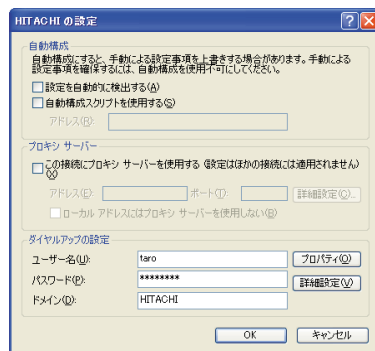 HITACHI の設定
自動構成
自動構成にすると、手動による設定事項を上書きする場合があります。手動による
設定事項を確保するには、自動構成を使用不可にしてください。
設定を自動的に検出する(A)
自動構成スクリプトを使用する(S)
アドレス(R):
プロキシ サーバー
この接続にプロキシ サーバーを使用する (設定はほかの接続には適用されません)
(X)
アドレス(E): ポート(T): 詳細設定(C)...
ローカル アドレスにはプロキシ サーバーを使用しない(B)
ダイヤルアップの設定
ユーザー名(U): taro プロパティ(O)
パスワード(P): ******** 詳細設定(V)
ドメイン(D): HITACHI
OK キャンセル